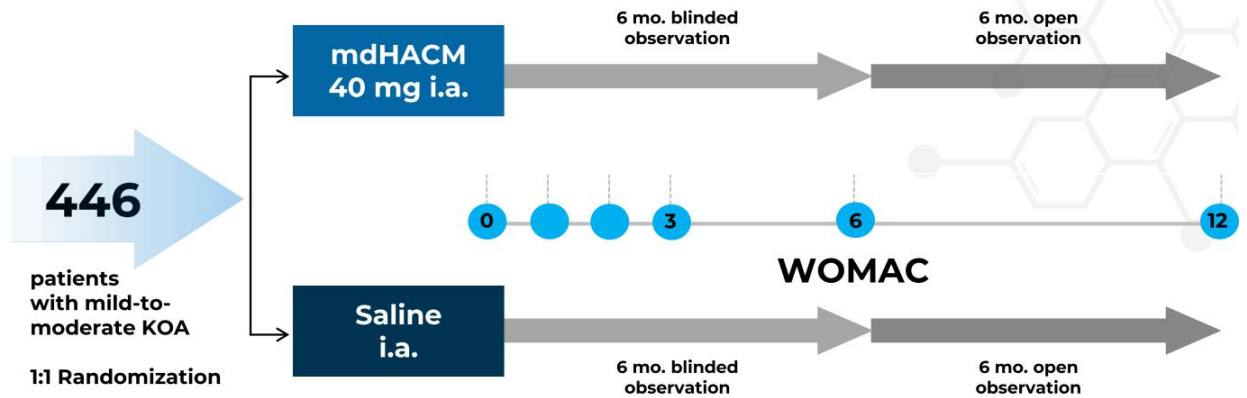 6 mo. blinded
observation
6 mo. open
observation
mdHACM
40 mg i.a.
446
0
3
6
12
WOMAC
patients
with mild-to-
moderate KOA
1:1 Randomization
Saline
i.a.
6 mo. blinded
observation
6 mo. open
observation